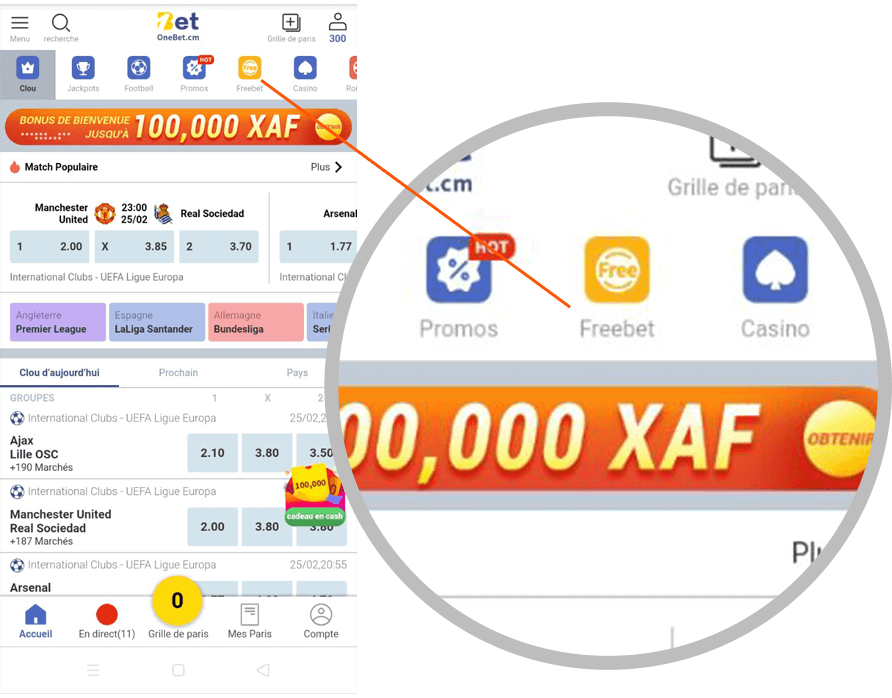 Bet
OneBet.cm
Menu
recherche
Grille de paris
300
Clou
Jackpots
Football
Promos
HOT
Freebet
Free
Casino
BONUS DE BIENVENUE
JUSQU'À
100,000 XAF
OBTENIR
Match Populaire
Plus
Manchester
United
23:00
25/02
Real Sociedad
Arsenal
1 2.00 X 3.85 2 3.70 1 1.77
International Clubs - UEFA Ligue Europa
International Cl
Angleterre
Premier League
Espagne
LaLiga Santander
Allemagne
Bundesliga
Italie
Seri
Clou d'aujourd'hui
Prochain
Pays
GROUPES 1 X 2
International Clubs - UEFA Ligue Europa 25/02,2
Ajax
Lille OSC
+190 Marchés
2.10 3.80 3.50
100,000
cadeau en cash
International Clubs - UEFA Ligue Europa
Manchester United
Real Sociedad
+187 Marchés
2.00 3.80 3.80
International Clubs - UEFA Ligue Europa 25/02,20:55
Arsenal
0
Accueil
En direct(11)
Grille de paris
Mes Paris
Compte
t.cm
Grille de pari
HOT
Promos
Free
Freebet
Casino
00,000 XAF
OBTENIR
Plu